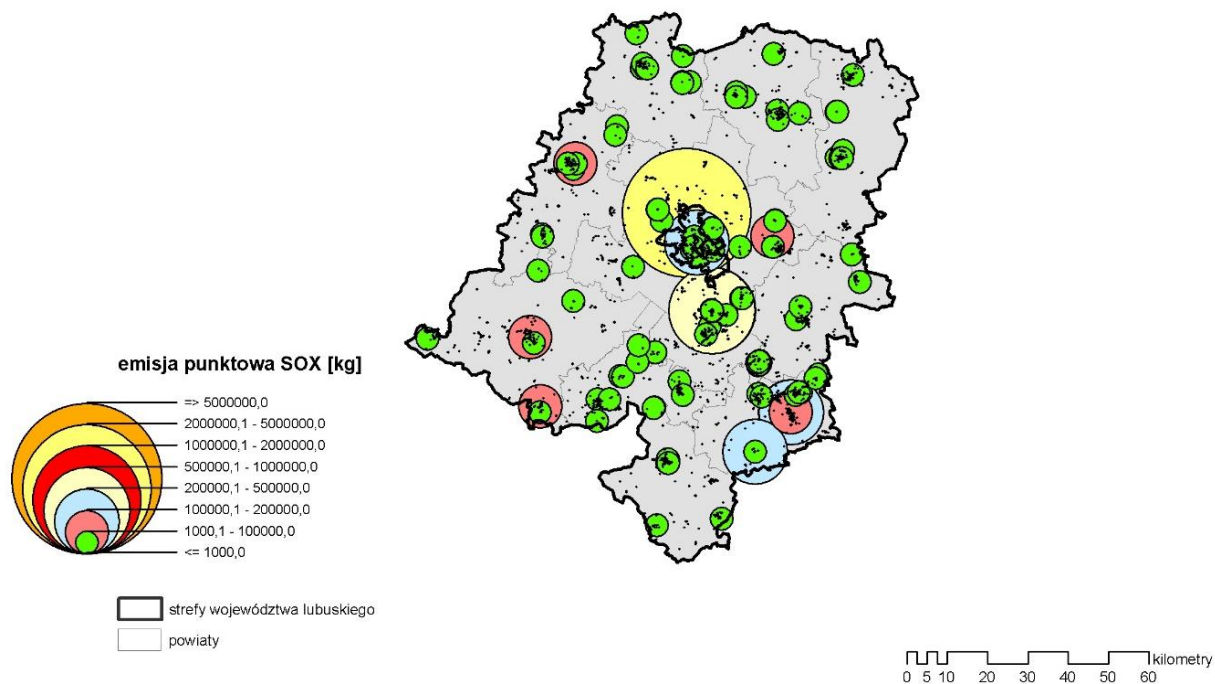 emisja punktowa SOX [kg]
=> 5000000,0
2000000,1 - 5000000,0
1000000,1 - 2000000,0
500000,1 - 1000000,0
200000,1 - 500000,0
100000,1 - 200000,0
1000,1 - 100000,0
<= 1000,0
strefy województwa lubuskiego
powiaty
kilometry
0 5 10 20 30 40 50 60